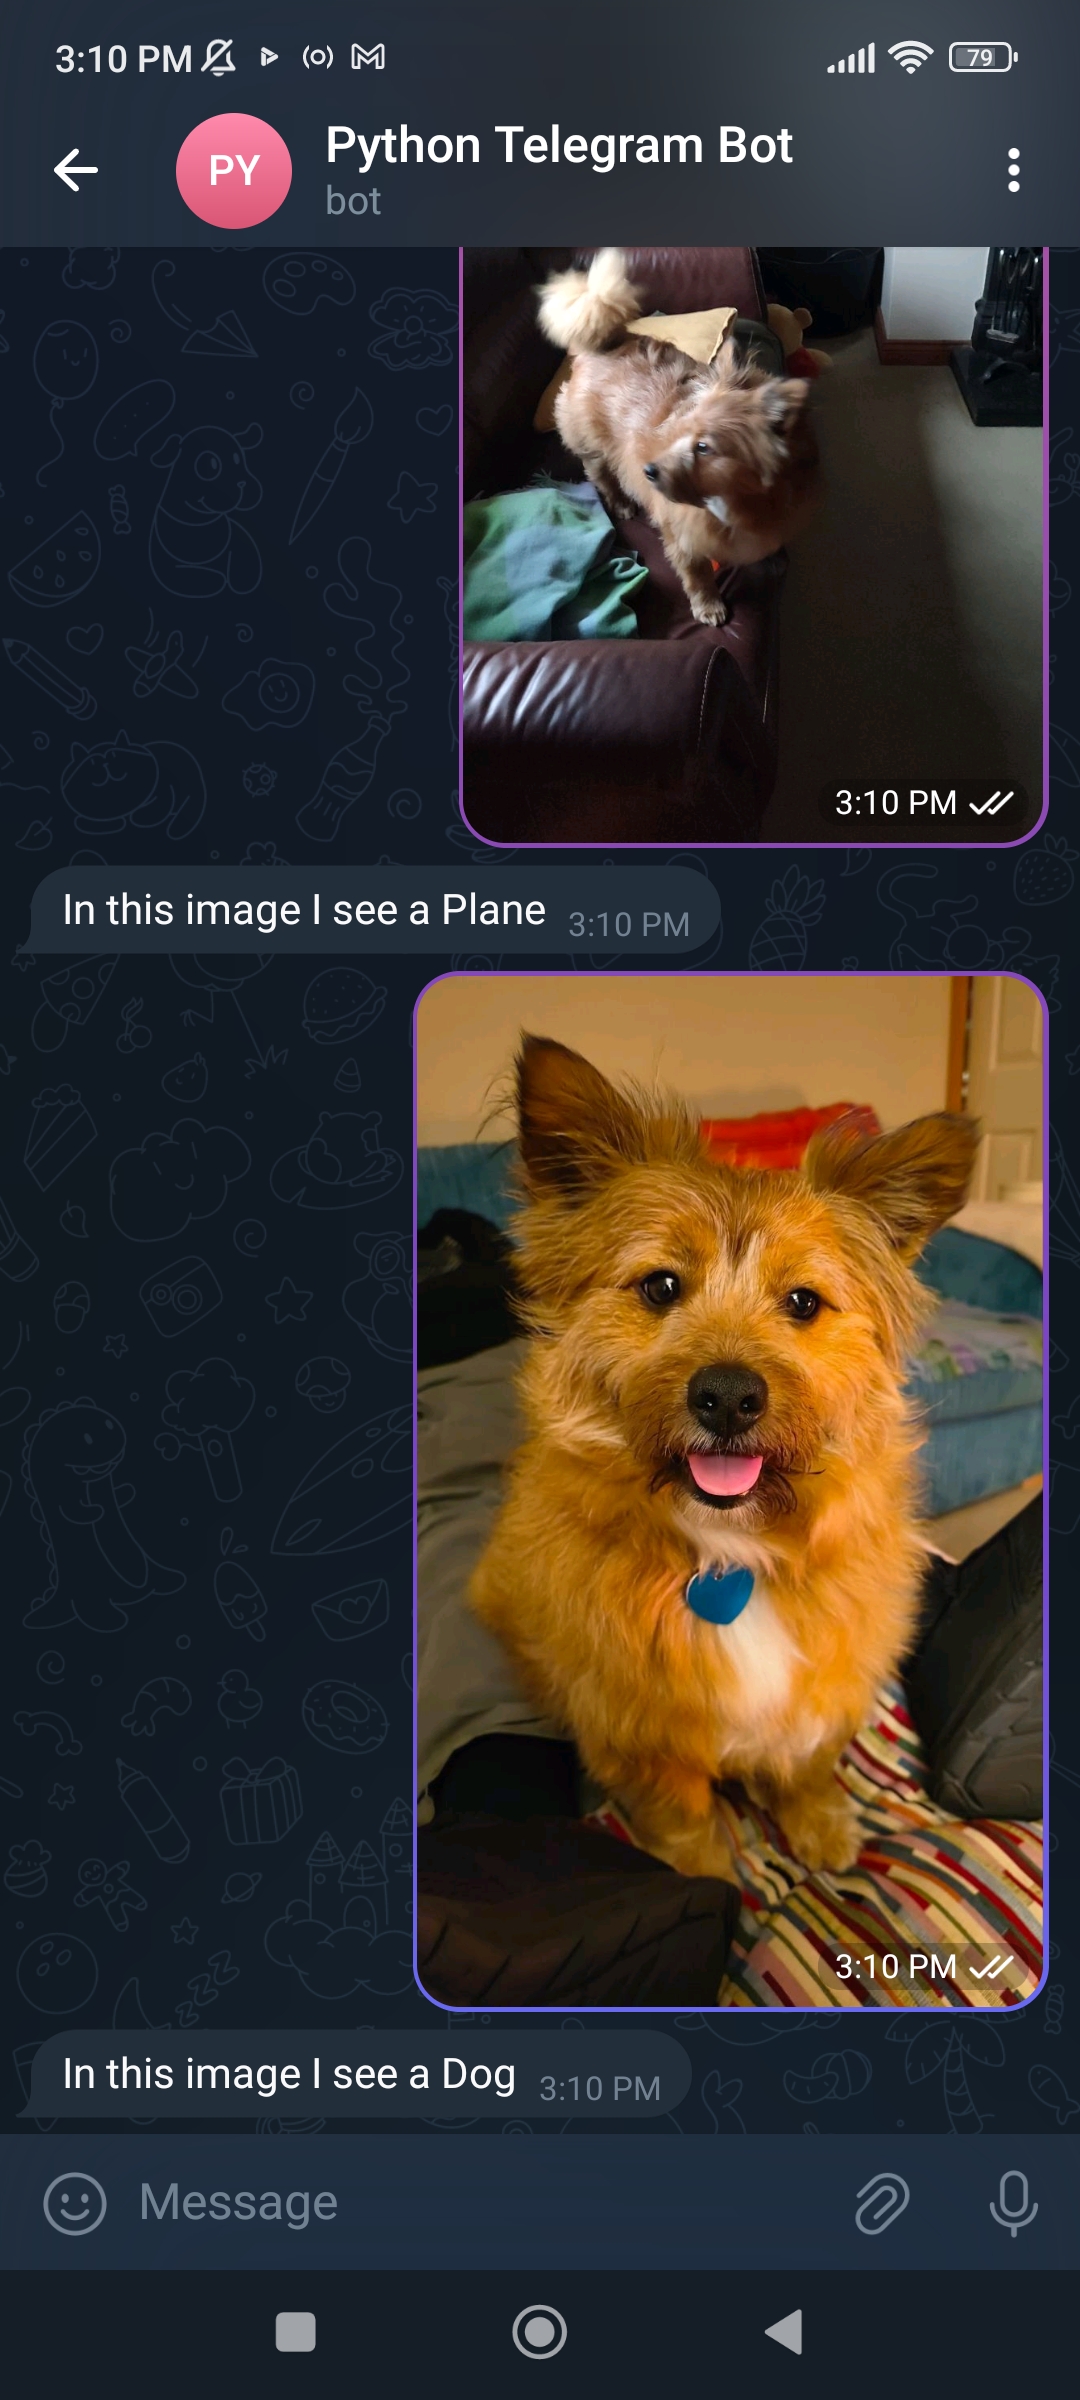 3:10 PM
79
PY
Python Telegram Bot
bot
3:10 PM
In this image I see a Plane 3:10 PM
3:10 PM
In this image I see a Dog 3:10 PM
Message